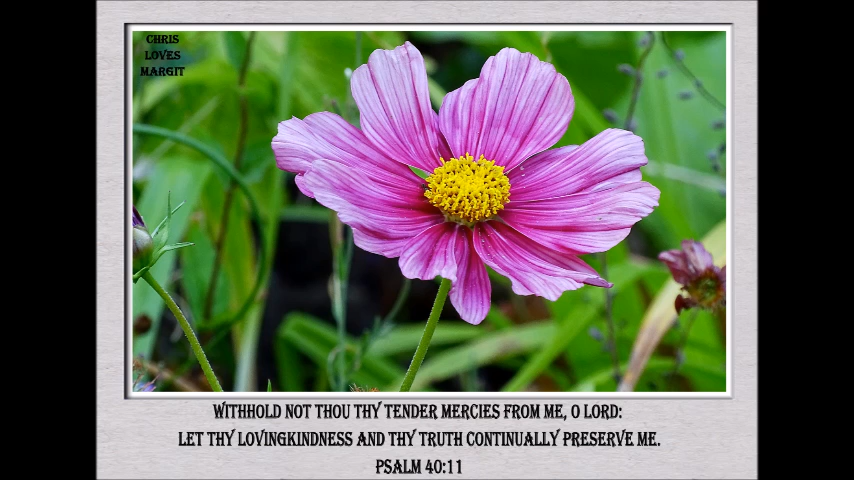 CHRIS
LOVES
MARGIT
WITHHOLD NOT THOU THY TENDER MERCIES FROM ME, O LORD:
LET THY LOVINGKINDNESS AND THY TRUTH CONTINUALLY PRESERVE ME.
PSALM 40:11